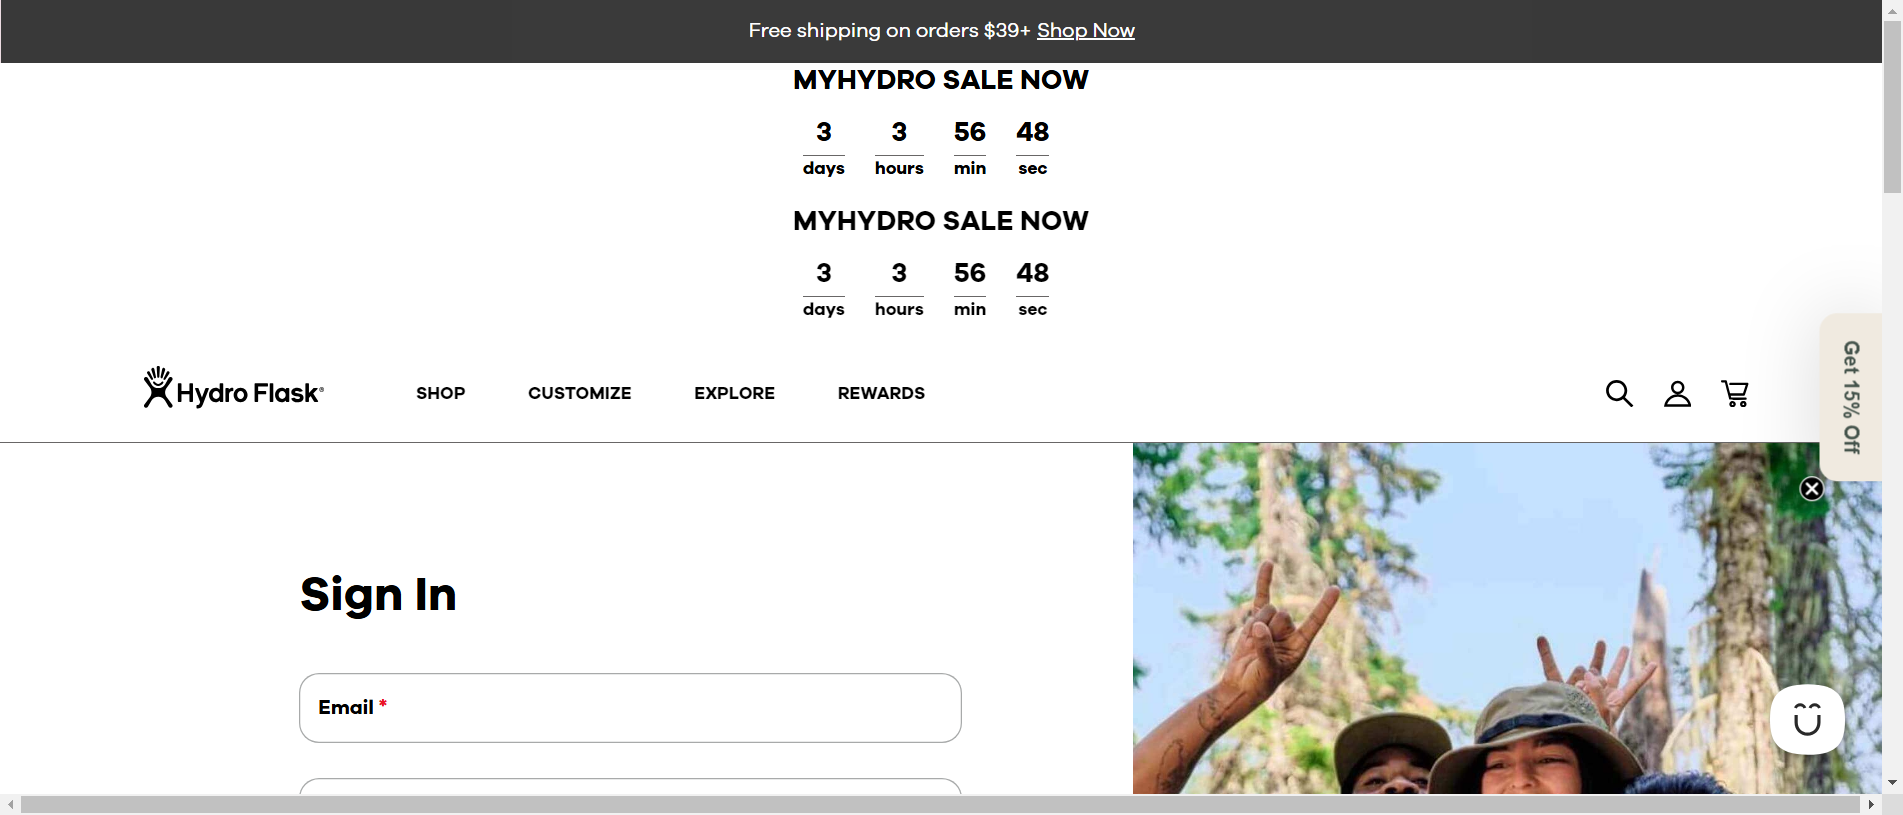 Free shipping on orders $39+ Shop Now
MYHYDRO SALE NOW
3 3 56 48
days hours min sec
MYHYDRO SALE NOW
3 3 56 48
days hours min sec
Hydro Flask®
SHOP CUSTOMIZE EXPLORE REWARDS
Get 15% Off
Sign In
Email *